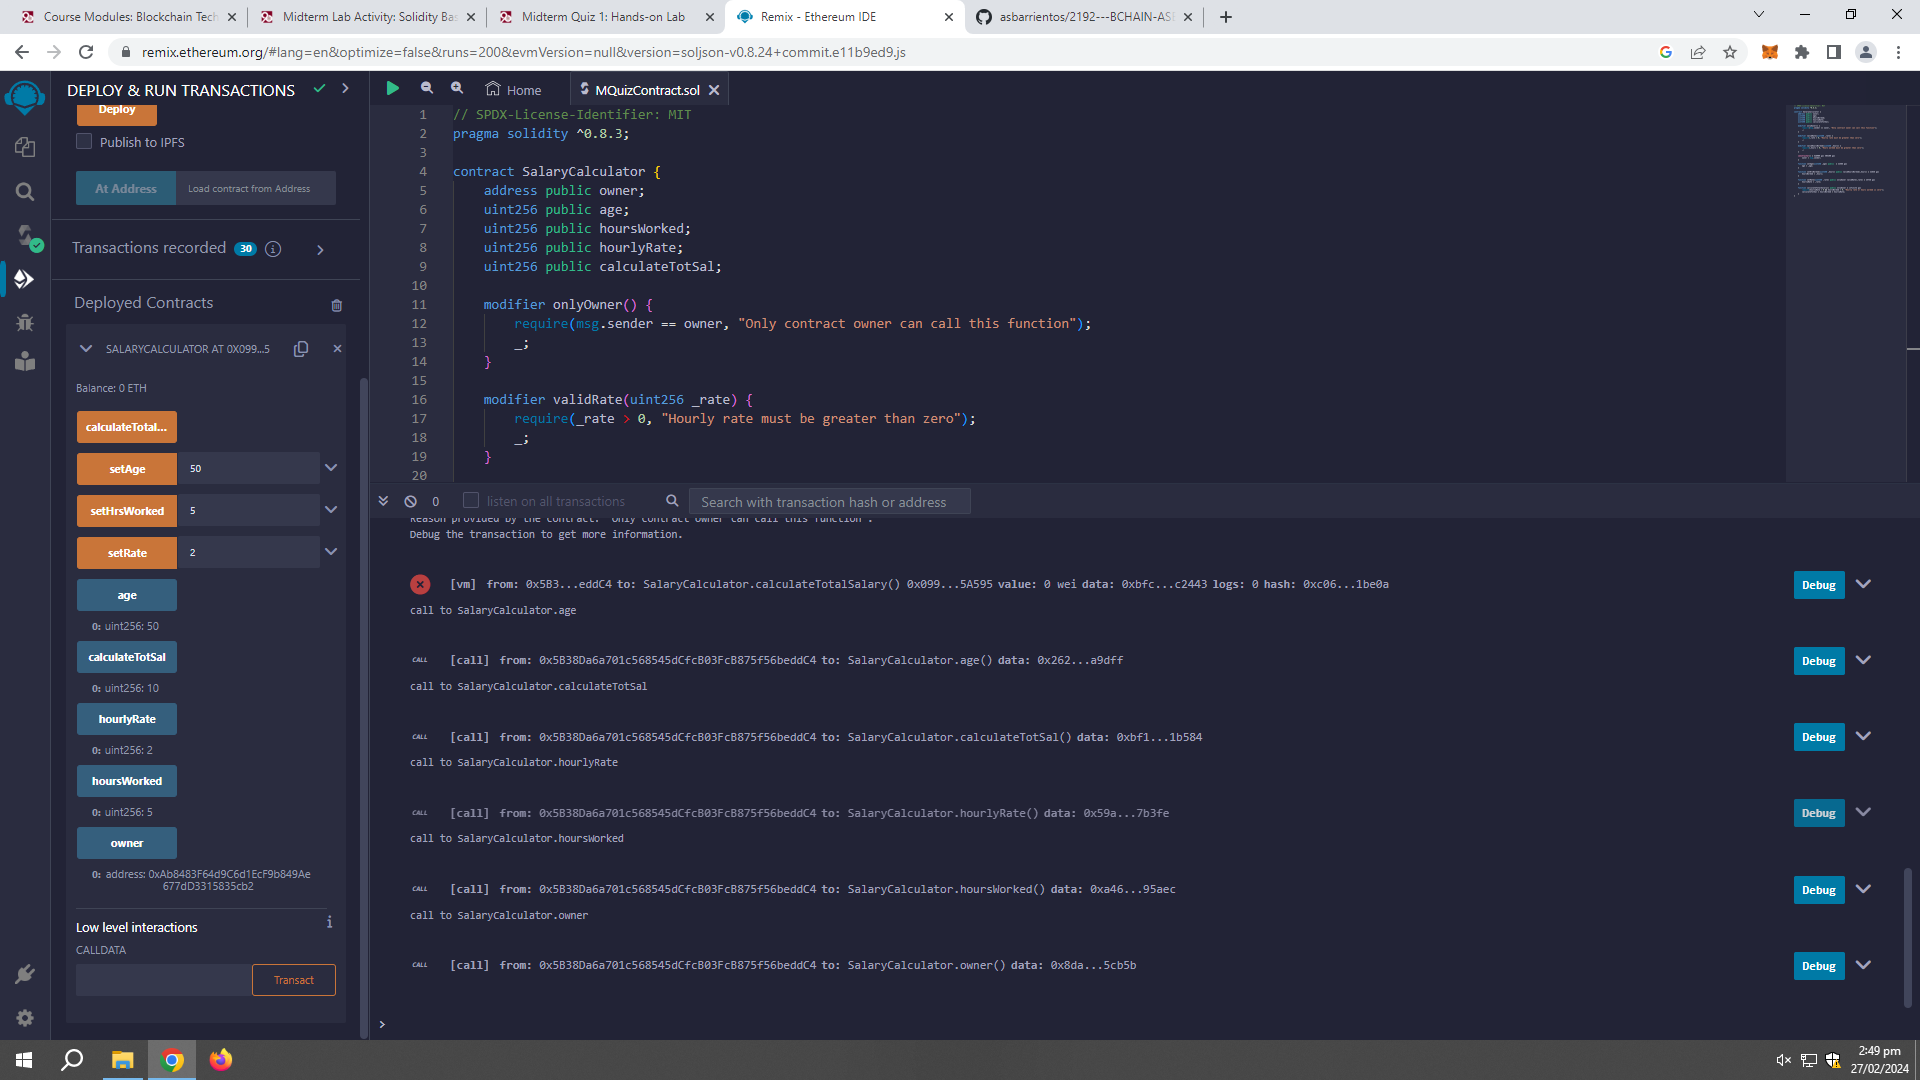 Course Modules: Blockchain Tech
Midterm Lab Activity: Solidity Bas
Midterm Quiz 1: Hands-on Lab
Remix - Ethereum IDE
asbarrientos/2192---BCHAIN-ASE
remix.ethereum.org/#lang=en&optimize=false&runs=200&evmVersion=null&version=soljson-v0.8.24+commit.e11b9ed9.js
DEPLOY & RUN TRANSACTIONS
Deploy
Publish to IPFS
At Address
Load contract from Address
Transactions recorded 30
Deployed Contracts
SALARYCALCULATOR AT 0X099...5
Balance: 0 ETH
calculateTotal...
setAge 50
setHrsWorked 5
setRate 2
age
0: uint256: 50
calculateTotSal
0: uint256: 10
hourlyRate
0: uint256: 2
hoursWorked
0: uint256: 5
owner
0: address: 0xAb8483F64d9C6d1EcF9b849Ae
677dD3315835cb2
Low level interactions
CALLDATA
Transact
Home
MQuizContract.sol
1 // SPDX-License-Identifier: MIT
2 pragma solidity ^0.8.3;
3
4 contract SalaryCalculator {
5 address public owner;
6 uint256 public age;
7 uint256 public hoursWorked;
8 uint256 public hourlyRate;
9 uint256 public calculateTotSal;
10
11 modifier onlyOwner() {
12 require(msg.sender == owner, "Only contract owner can call this function");
13 _;
14 }
15
16 modifier validRate(uint256 _rate) {
17 require(_rate > 0, "Hourly rate must be greater than zero");
18 _;
19 }
20
0
listen on all transactions
Search with transaction hash or address
Reason provided by the contract: "Only contract owner can call this function".
Debug the transaction to get more information.
[vm] from: 0x5B3...eddC4 to: SalaryCalculator.calculateTotalSalary() 0x099...5A595 value: 0 wei data: 0xbfc...c2443 logs: 0 hash: 0xc06...1be0a
Debug
call to SalaryCalculator.age
CALL [call] from: 0x5B38Da6a701c568545dCfcB03FcB875f56beddC4 to: SalaryCalculator.age() data: 0x262...a9dff
Debug
call to SalaryCalculator.calculateTotSal
CALL [call] from: 0x5B38Da6a701c568545dCfcB03FcB875f56beddC4 to: SalaryCalculator.calculateTotSal() data: 0xbf1...1b584
Debug
call to SalaryCalculator.hourlyRate
CALL [call] from: 0x5B38Da6a701c568545dCfcB03FcB875f56beddC4 to: SalaryCalculator.hourlyRate() data: 0x59a...7b3fe
Debug
call to SalaryCalculator.hoursWorked
CALL [call] from: 0x5B38Da6a701c568545dCfcB03FcB875f56beddC4 to: SalaryCalculator.hoursWorked() data: 0xa46...95aec
Debug
call to SalaryCalculator.owner
CALL [call] from: 0x5B38Da6a701c568545dCfcB03FcB875f56beddC4 to: SalaryCalculator.owner() data: 0x8da...5cb5b
Debug
>
2:49 pm
27/02/2024